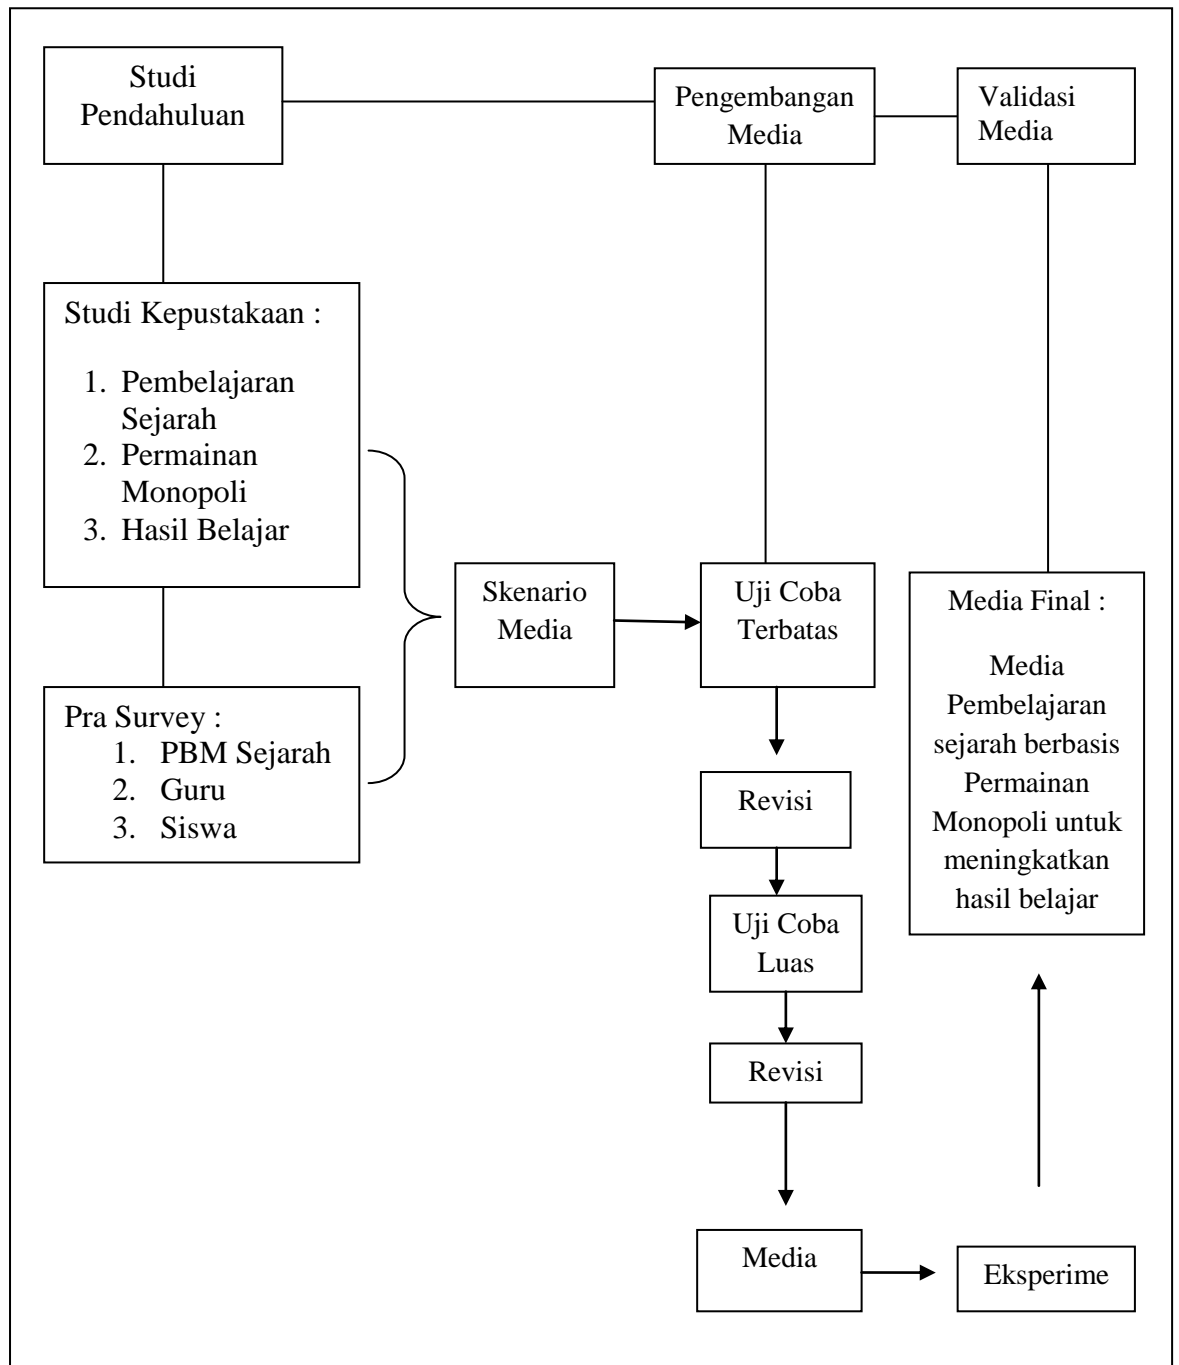 Studi
Pendahuluan
Pengembangan
Media
Validasi
Media
Studi Kepustakaan :
1. Pembelajaran
Sejarah
2. Permainan
Monopoli
3. Hasil Belajar
Pra Survey :
1. PBM Sejarah
2. Guru
3. Siswa
Skenario
Media
Uji Coba
Terbatas
Revisi
Uji Coba
Luas
Revisi
Media
Eksperime
Media Final :
Media
Pembelajaran
sejarah berbasis
Permainan
Monopoli untuk
meningkatkan
hasil belajar